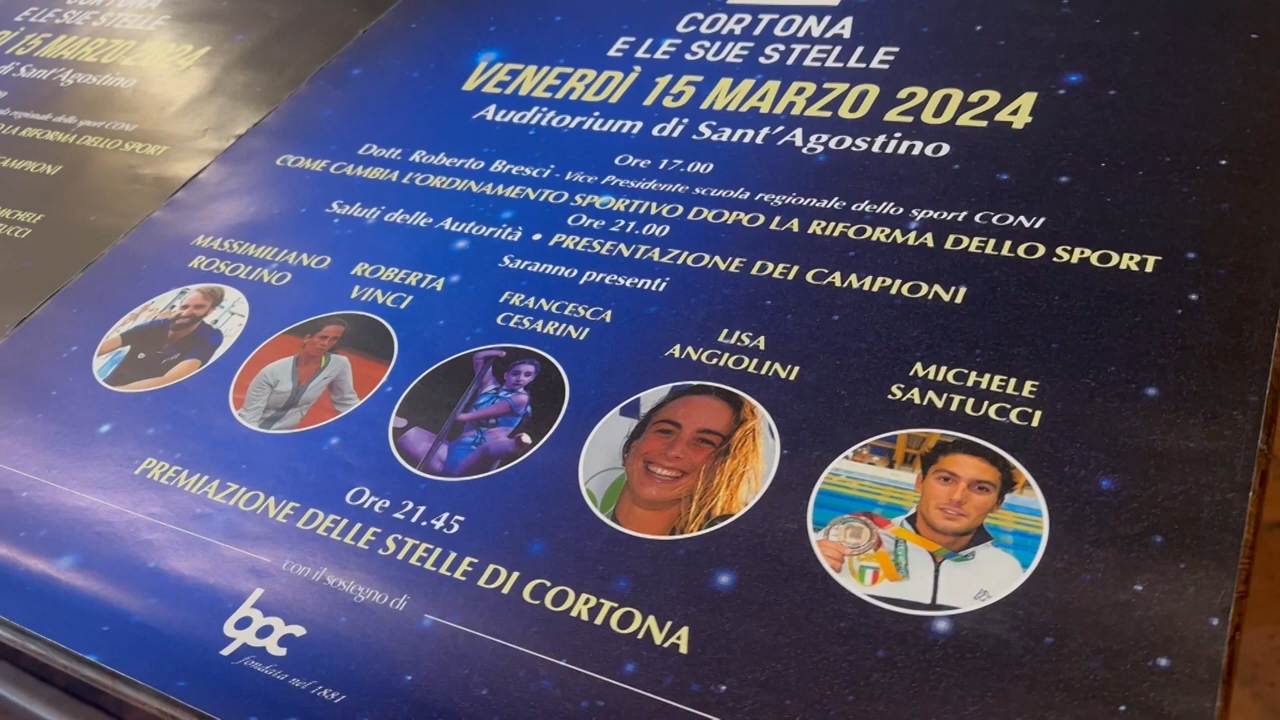 CORTONA
E LE SUE STELLE
VENERDÌ 15 MARZO 2024
Auditorium di Sant'Agostino
Ore 17.00
Dott. Roberto Bresci - Vice Presidente scuola regionale dello sport CONI
COME CAMBIA L'ORDINAMENTO SPORTIVO DOPO LA RIFORMA DELLO SPORT
Ore 21.00
Saluti delle Autorità • PRESENTAZIONE DEI CAMPIONI
Saranno presenti
MASSIMILIANO
ROSOLINO
ROBERTA
VINCI
FRANCESCA
CESARINI
LISA
ANGIOLINI
MICHELE
SANTUCCI
Ore 21.45
PREMIAZIONE DELLE STELLE DI CORTONA
con il sostegno di
bpc
fondata nel 1881
E LE SUE STELLE
15 MARZO 2024
di Sant'Agostino
regionale dello sport CONI
LA RIFORMA DELLO SPORT
CAMPIONI
MICHELE